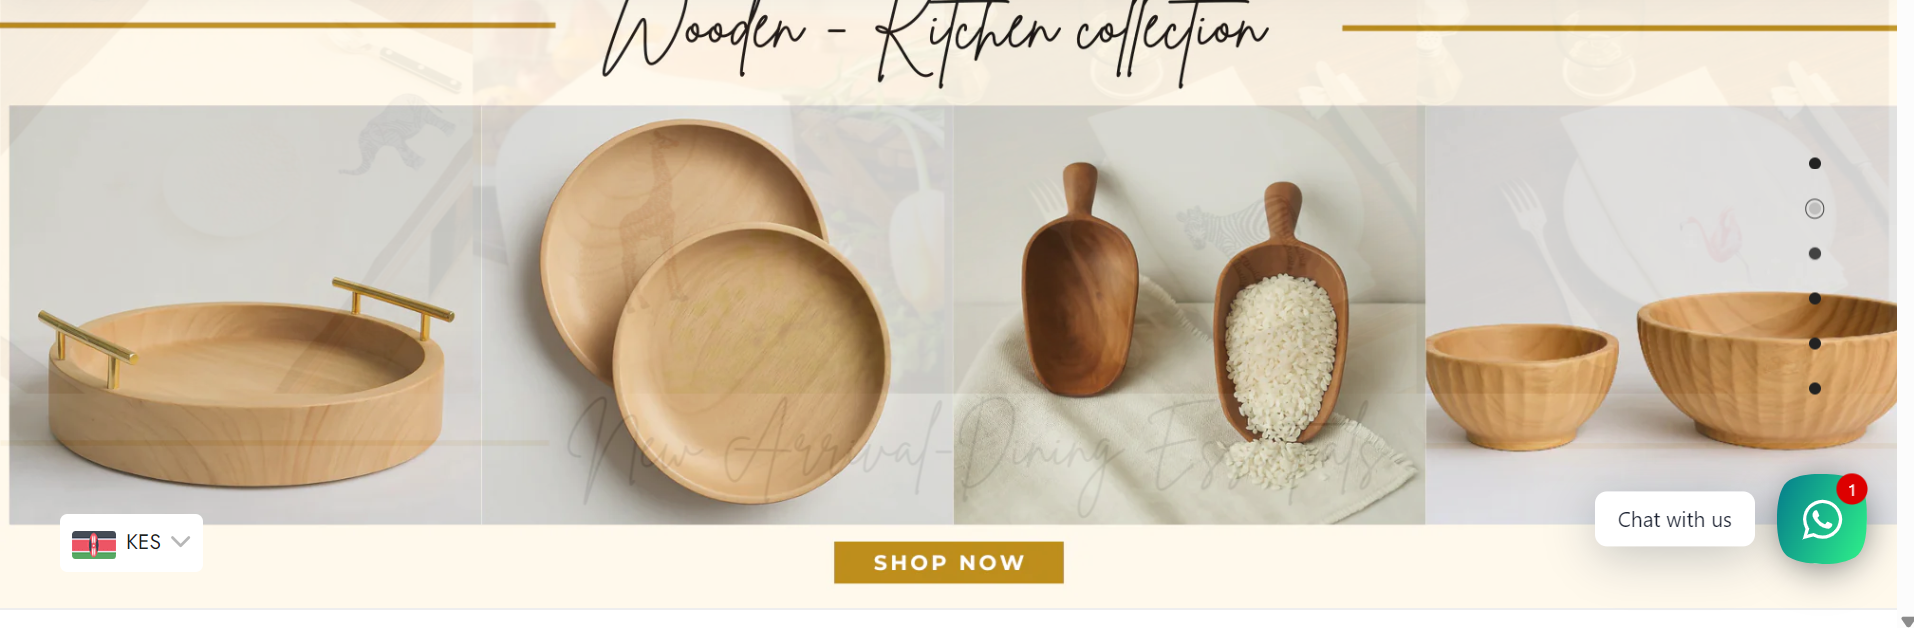 Wooden - Kitchen collection
New Arrival-Dining Essentials
KES
Chat with us
1
SHOP NOW